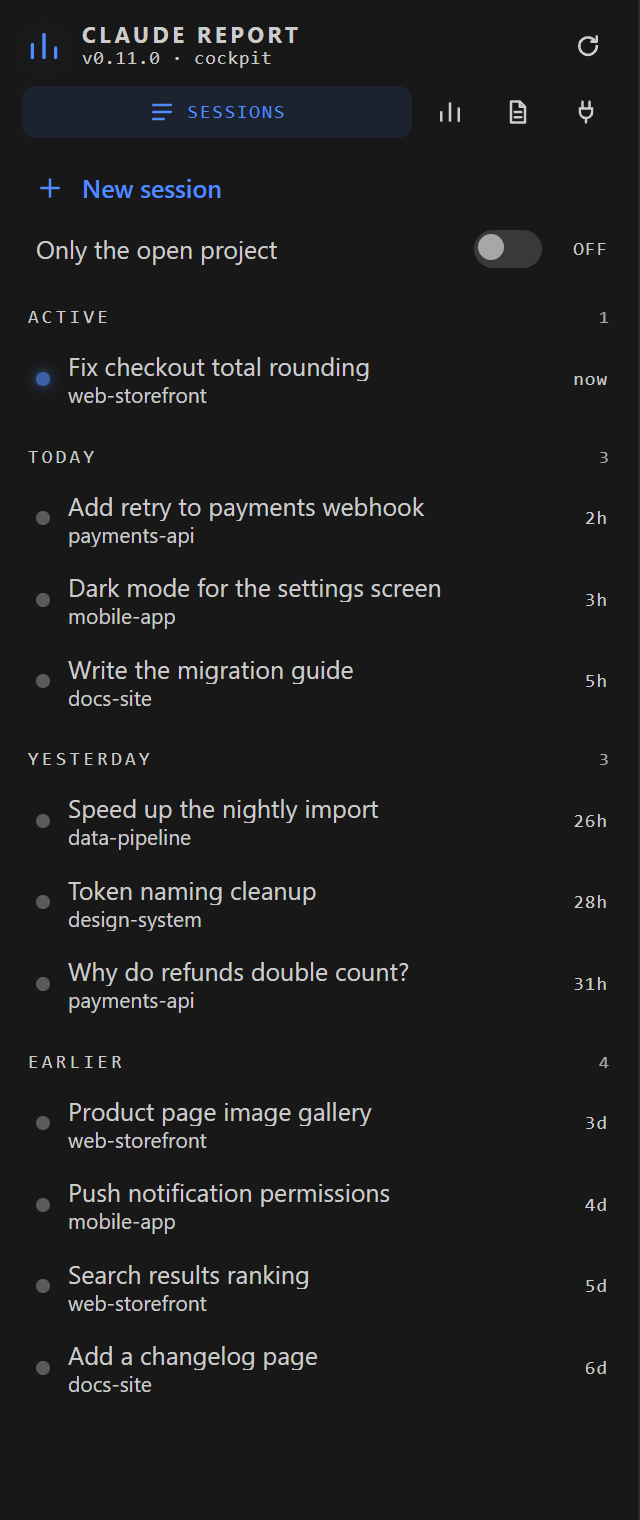 CLAUDE REPORT
v0.11.0 · cockpit
SESSIONS
New session
Only the open project OFF
ACTIVE 1
Fix checkout total rounding now
web-storefront
TODAY 3
Add retry to payments webhook 2h
payments-api
Dark mode for the settings screen 3h
mobile-app
Write the migration guide 5h
docs-site
YESTERDAY 3
Speed up the nightly import 26h
data-pipeline
Token naming cleanup 28h
design-system
Why do refunds double count? 31h
payments-api
EARLIER 4
Product page image gallery 3d
web-storefront
Push notification permissions 4d
mobile-app
Search results ranking 5d
web-storefront
Add a changelog page 6d
docs-site